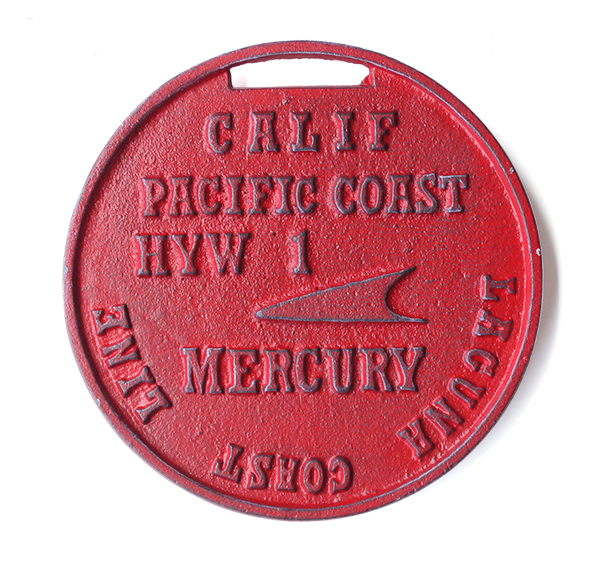 CALIF
PACIFIC COAST
HYW 1
MERCURY
LAGUNA
COAST
LINE